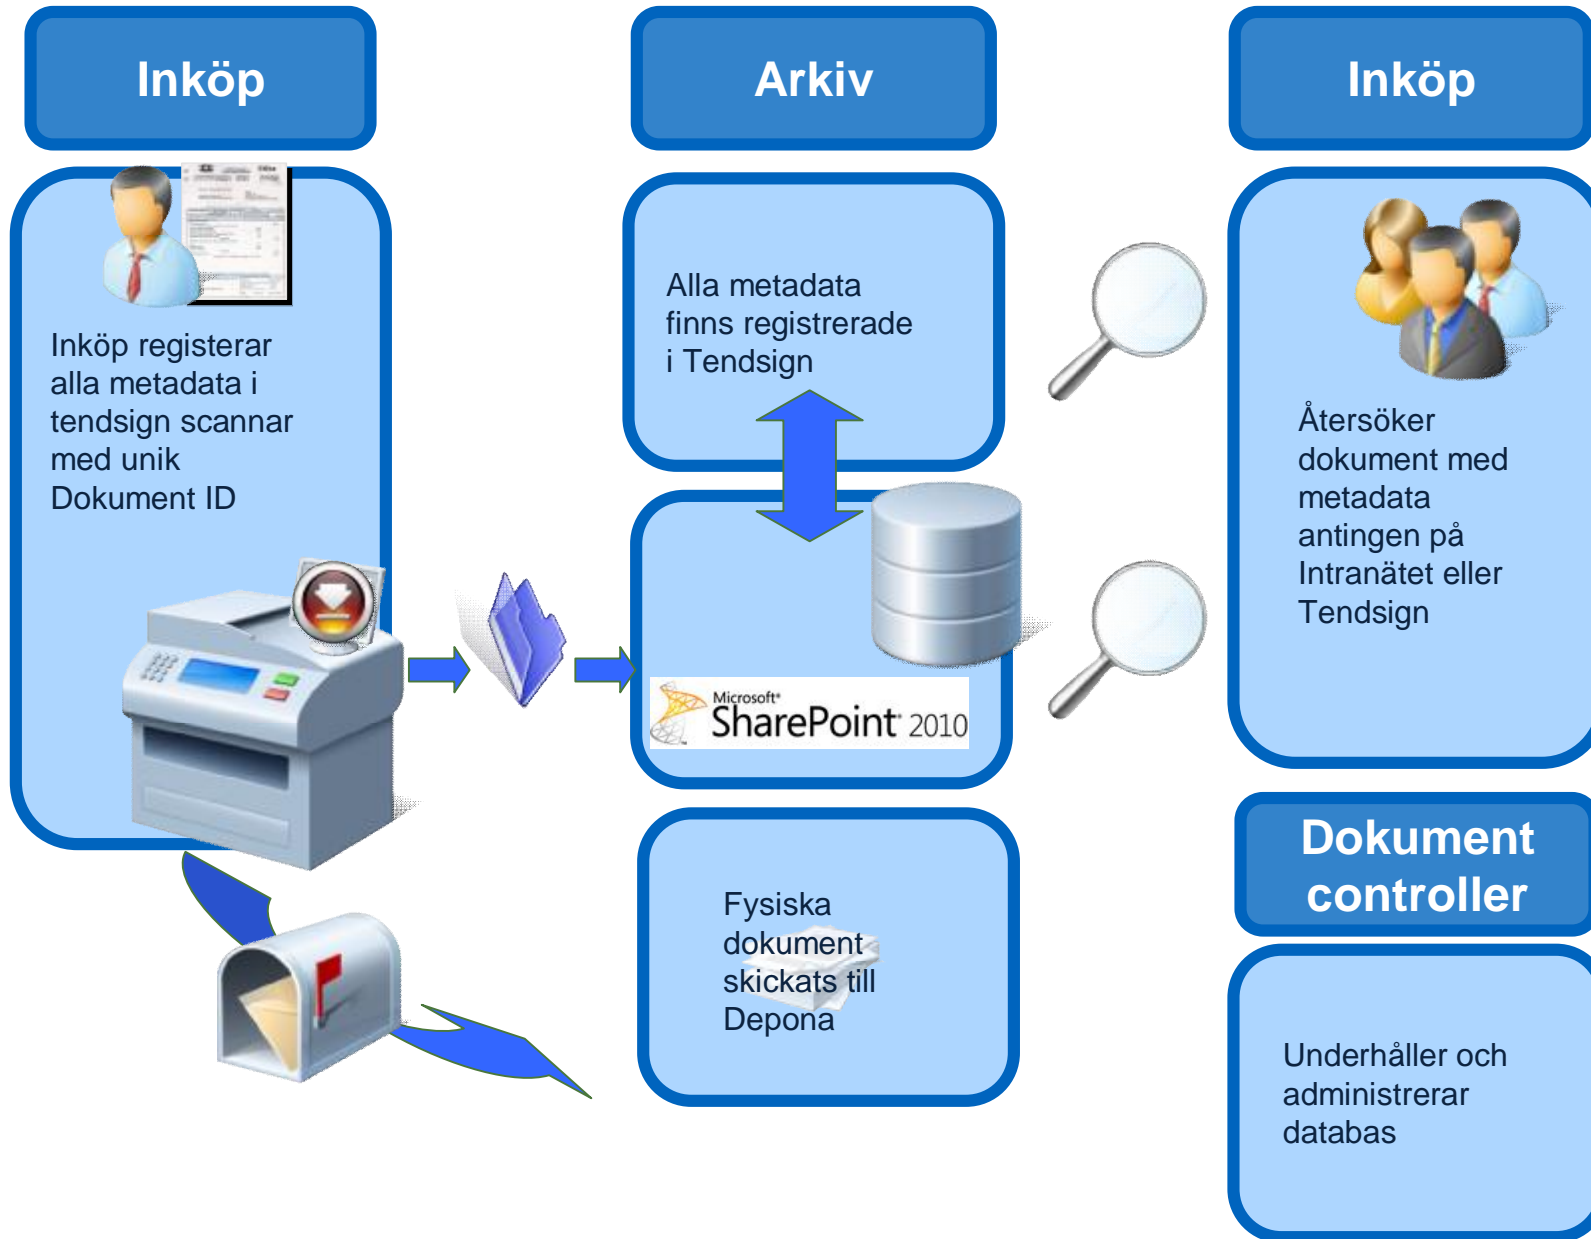 Inköp
Inköp registerar
alla metadata i
tendsign scannar
med unik
Dokument ID
Arkiv
Alla metadata
finns registrerade
i Tendsign
Microsoft®
SharePoint® 2010
Fysiska
dokument
skickats till
Depona
Inköp
Återsöker
dokument med
metadata
antingen på
Intranätet eller
Tendsign
Dokument
controller
Underhåller och
administrerar
databas